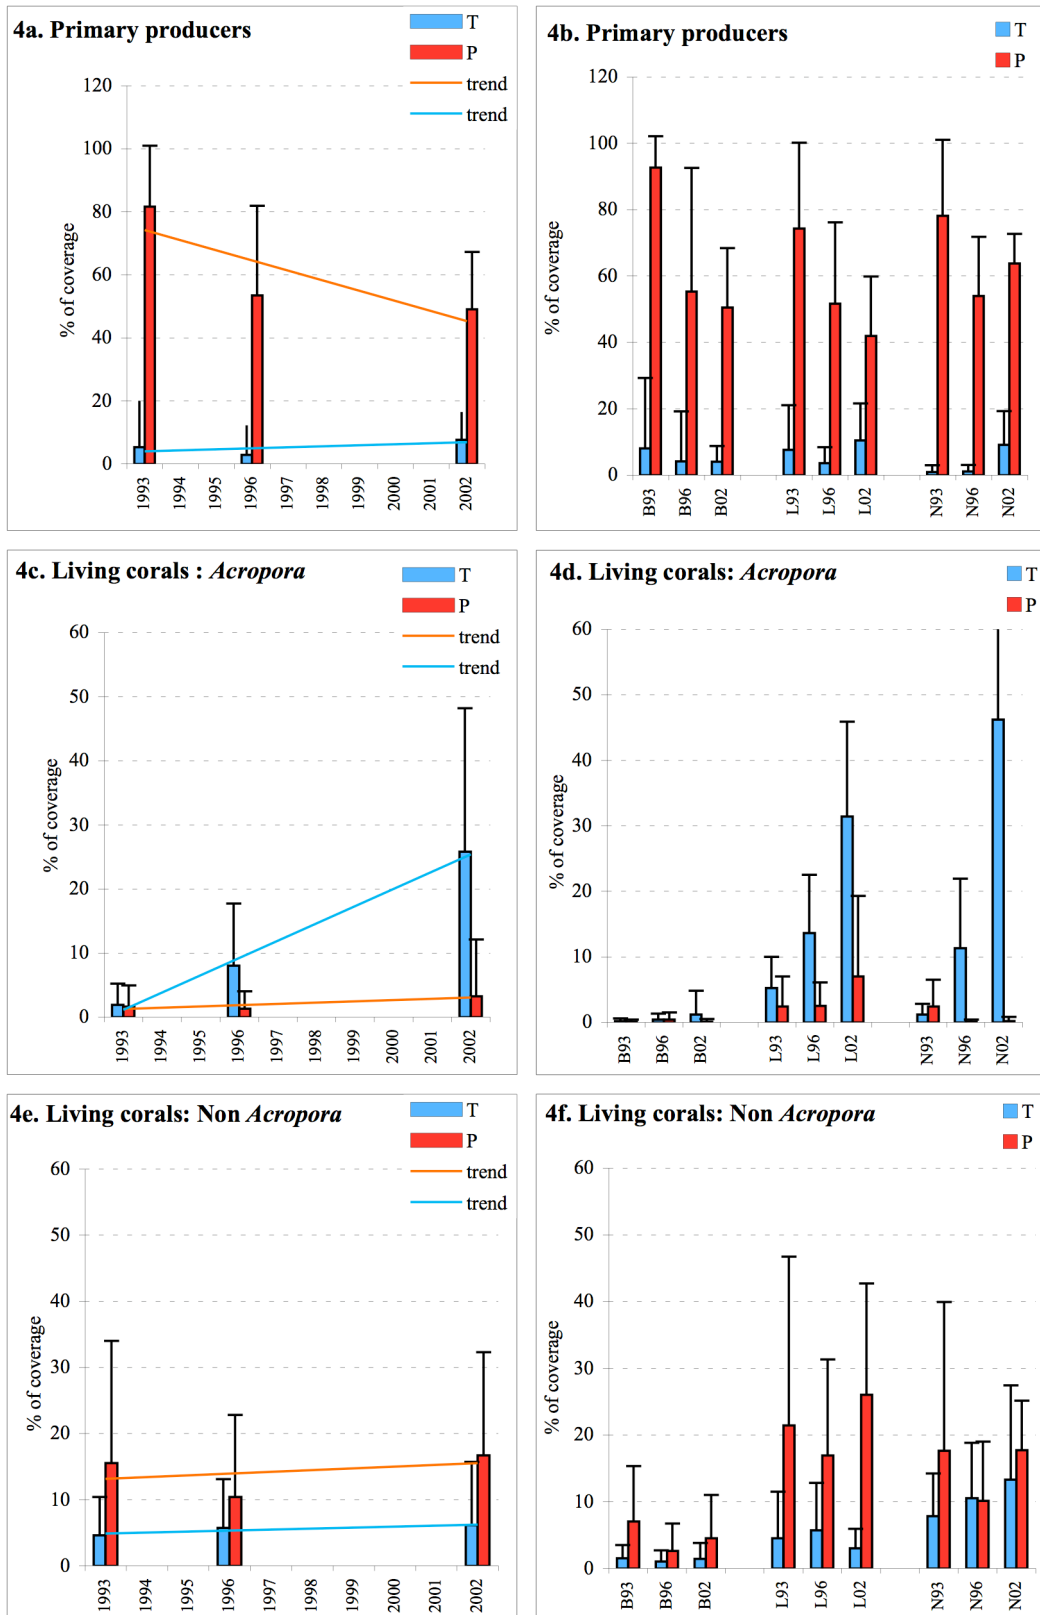 4a. Primary producers
T
P
trend
trend
% of coverage
120
100
80
60
40
20
0
1993 1994 1995 1996 1997 1998 1999 2000 2001 2002
4b. Primary producers
T
P
% of coverage
120
100
80
60
40
20
0
B93 B96 B02 L93 L96 L02 N93 N96 N02
4c. Living corals : Acropora
T
P
trend
trend
% of coverage
60
50
40
30
20
10
0
1993 1994 1995 1996 1997 1998 1999 2000 2001 2002
4d. Living corals: Acropora
T
P
% of coverage
60
50
40
30
20
10
0
B93 B96 B02 L93 L96 L02 N93 N96 N02
4e. Living corals: Non Acropora
T
P
trend
trend
% of coverage
60
50
40
30
20
10
0
1993 1994 1995 1996 1997 1998 1999 2000 2001 2002
4f. Living corals: Non Acropora
T
P
% of coverage
60
50
40
30
20
10
0
B93 B96 B02 L93 L96 L02 N93 N96 N02